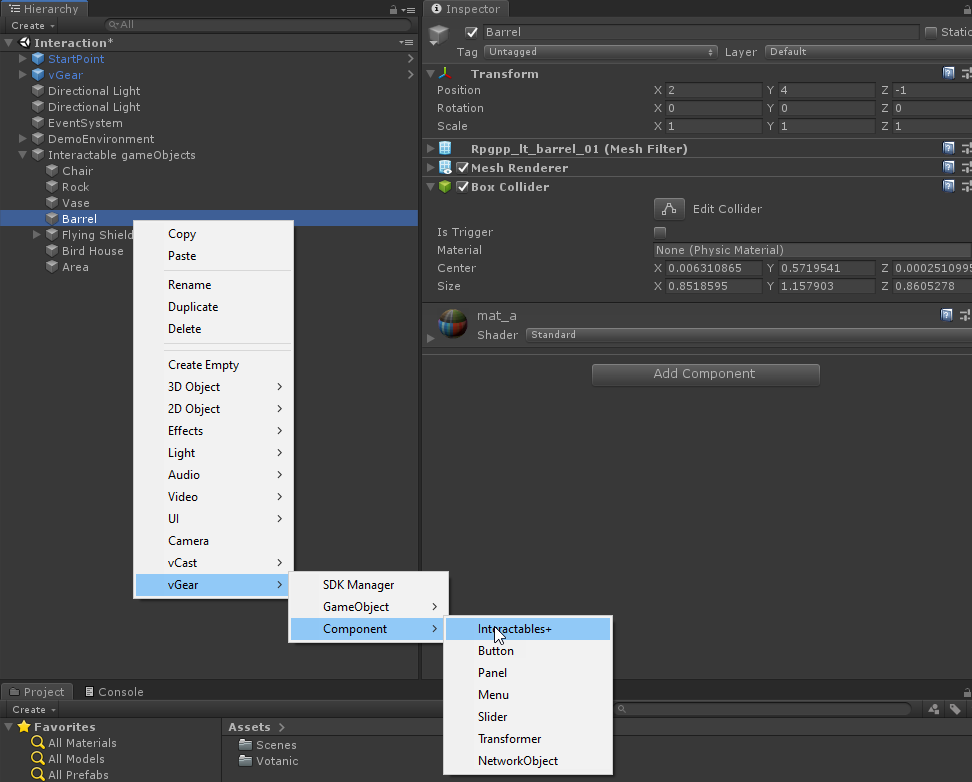 Hierarchy
Create
All
Interaction*
StartPoint
vGear
Directional Light
Directional Light
EventSystem
DemoEnvironment
Interactable gameObjects
Chair
Rock
Vase
Barrel
Flying Shield
Bird House
Area
Copy
Paste
Rename
Duplicate
Delete
Create Empty
3D Object
2D Object
Effects
Light
Audio
Video
UI
Camera
vCast
vGear
SDK Manager
GameObject
Component
Interactables+
Button
Panel
Menu
Slider
Transformer
NetworkObject
Inspector
Barrel Static
Tag Untagged Layer Default
Transform
Position X 2 Y 4 Z -1
Rotation X 0 Y 0 Z 0
Scale X 1 Y 1 Z 1
Rpgpp_lt_barrel_01 (Mesh Filter)
Mesh Renderer
Box Collider
Edit Collider
Is Trigger
Material None (Physic Material)
Center X 0.006310865 Y 0.5719541 Z 0.0002510995
Size X 0.8518595 Y 1.157903 Z 0.8605278
mat_a
Shader Standard
Add Component
Project Console
Create
Favorites
All Materials
All Models
All Prefabs
Assets
Scenes
Votanic